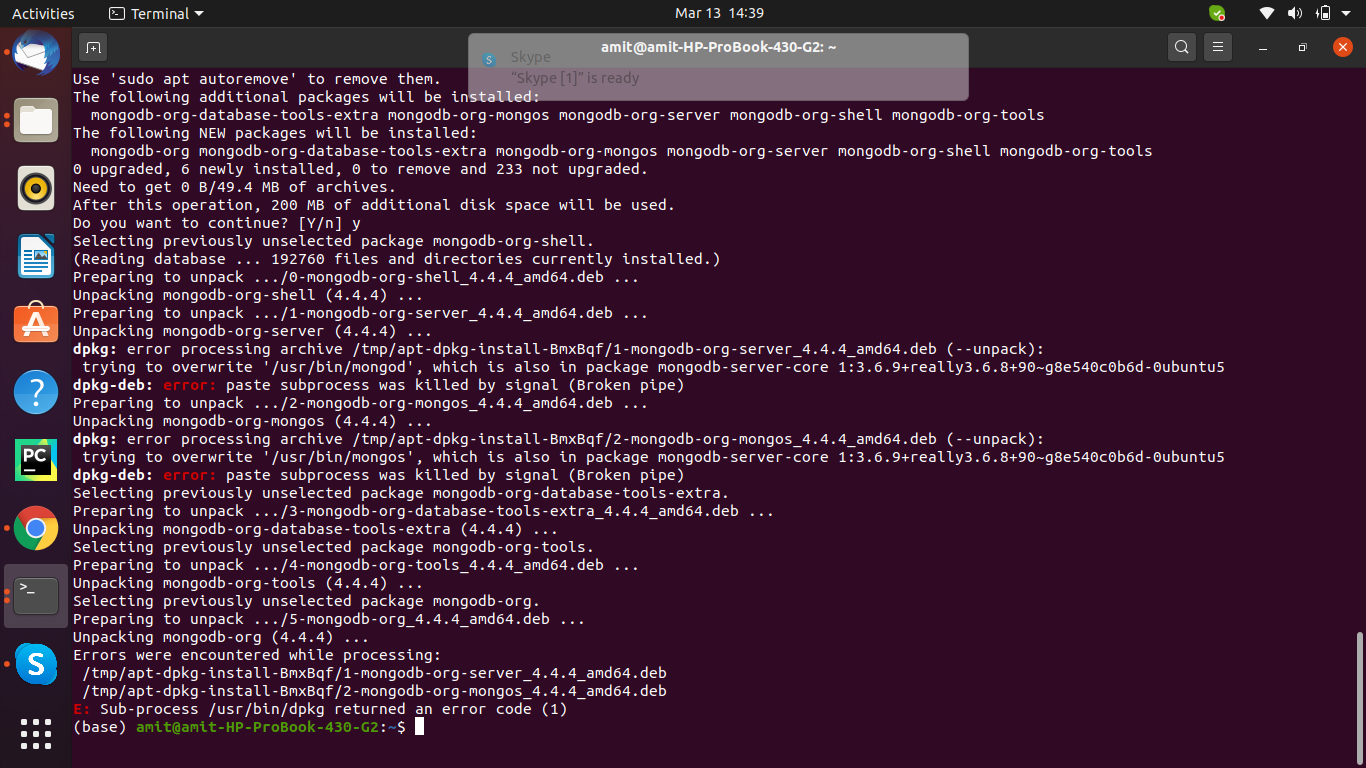 Activities
Terminal
Mar 13 14:39
amit@amit-HP-ProBook-430-G2: ~
Skype
"Skype [1]" is ready
Use 'sudo apt autoremove' to remove them.
The following additional packages will be installed:
  mongodb-org-database-tools-extra mongodb-org-mongos mongodb-org-server mongodb-org-shell mongodb-org-tools
The following NEW packages will be installed:
  mongodb-org mongodb-org-database-tools-extra mongodb-org-mongos mongodb-org-server mongodb-org-shell mongodb-org-tools
0 upgraded, 6 newly installed, 0 to remove and 233 not upgraded.
Need to get 0 B/49.4 MB of archives.
After this operation, 200 MB of additional disk space will be used.
Do you want to continue? [Y/n] y
Selecting previously unselected package mongodb-org-shell.
(Reading database ... 192760 files and directories currently installed.)
Preparing to unpack .../0-mongodb-org-shell_4.4.4_amd64.deb ...
Unpacking mongodb-org-shell (4.4.4) ...
Preparing to unpack .../1-mongodb-org-server_4.4.4_amd64.deb ...
Unpacking mongodb-org-server (4.4.4) ...
dpkg: error processing archive /tmp/apt-dpkg-install-BmxBqf/1-mongodb-org-server_4.4.4_amd64.deb (--unpack):
 trying to overwrite '/usr/bin/mongod', which is also in package mongodb-server-core 1:3.6.9+really3.6.8+90~g8e540c0b6d-0ubuntu5
dpkg-deb: error: paste subprocess was killed by signal (Broken pipe)
Preparing to unpack .../2-mongodb-org-mongos_4.4.4_amd64.deb ...
Unpacking mongodb-org-mongos (4.4.4) ...
dpkg: error processing archive /tmp/apt-dpkg-install-BmxBqf/2-mongodb-org-mongos_4.4.4_amd64.deb (--unpack):
 trying to overwrite '/usr/bin/mongos', which is also in package mongodb-server-core 1:3.6.9+really3.6.8+90~g8e540c0b6d-0ubuntu5
dpkg-deb: error: paste subprocess was killed by signal (Broken pipe)
Selecting previously unselected package mongodb-org-database-tools-extra.
Preparing to unpack .../3-mongodb-org-database-tools-extra_4.4.4_amd64.deb ...
Unpacking mongodb-org-database-tools-extra (4.4.4) ...
Selecting previously unselected package mongodb-org-tools.
Preparing to unpack .../4-mongodb-org-tools_4.4.4_amd64.deb ...
Unpacking mongodb-org-tools (4.4.4) ...
Selecting previously unselected package mongodb-org.
Preparing to unpack .../5-mongodb-org_4.4.4_amd64.deb ...
Unpacking mongodb-org (4.4.4) ...
Errors were encountered while processing:
 /tmp/apt-dpkg-install-BmxBqf/1-mongodb-org-server_4.4.4_amd64.deb
 /tmp/apt-dpkg-install-BmxBqf/2-mongodb-org-mongos_4.4.4_amd64.deb
E: Sub-process /usr/bin/dpkg returned an error code (1)
(base) amit@amit-HP-ProBook-430-G2:~$
PC